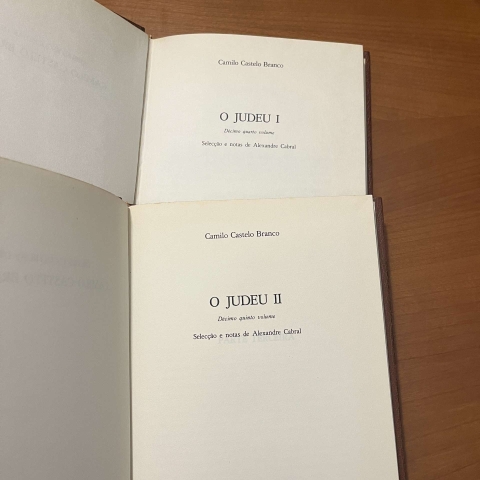 Camilo Castelo Branco
O JUDEU I
Décimo quarto volume
Selecção e notas de Alexandre Cabral
Camilo Castelo Branco
O JUDEU II
Décimo quinto volume
Selecção e notas de Alexandre Cabral